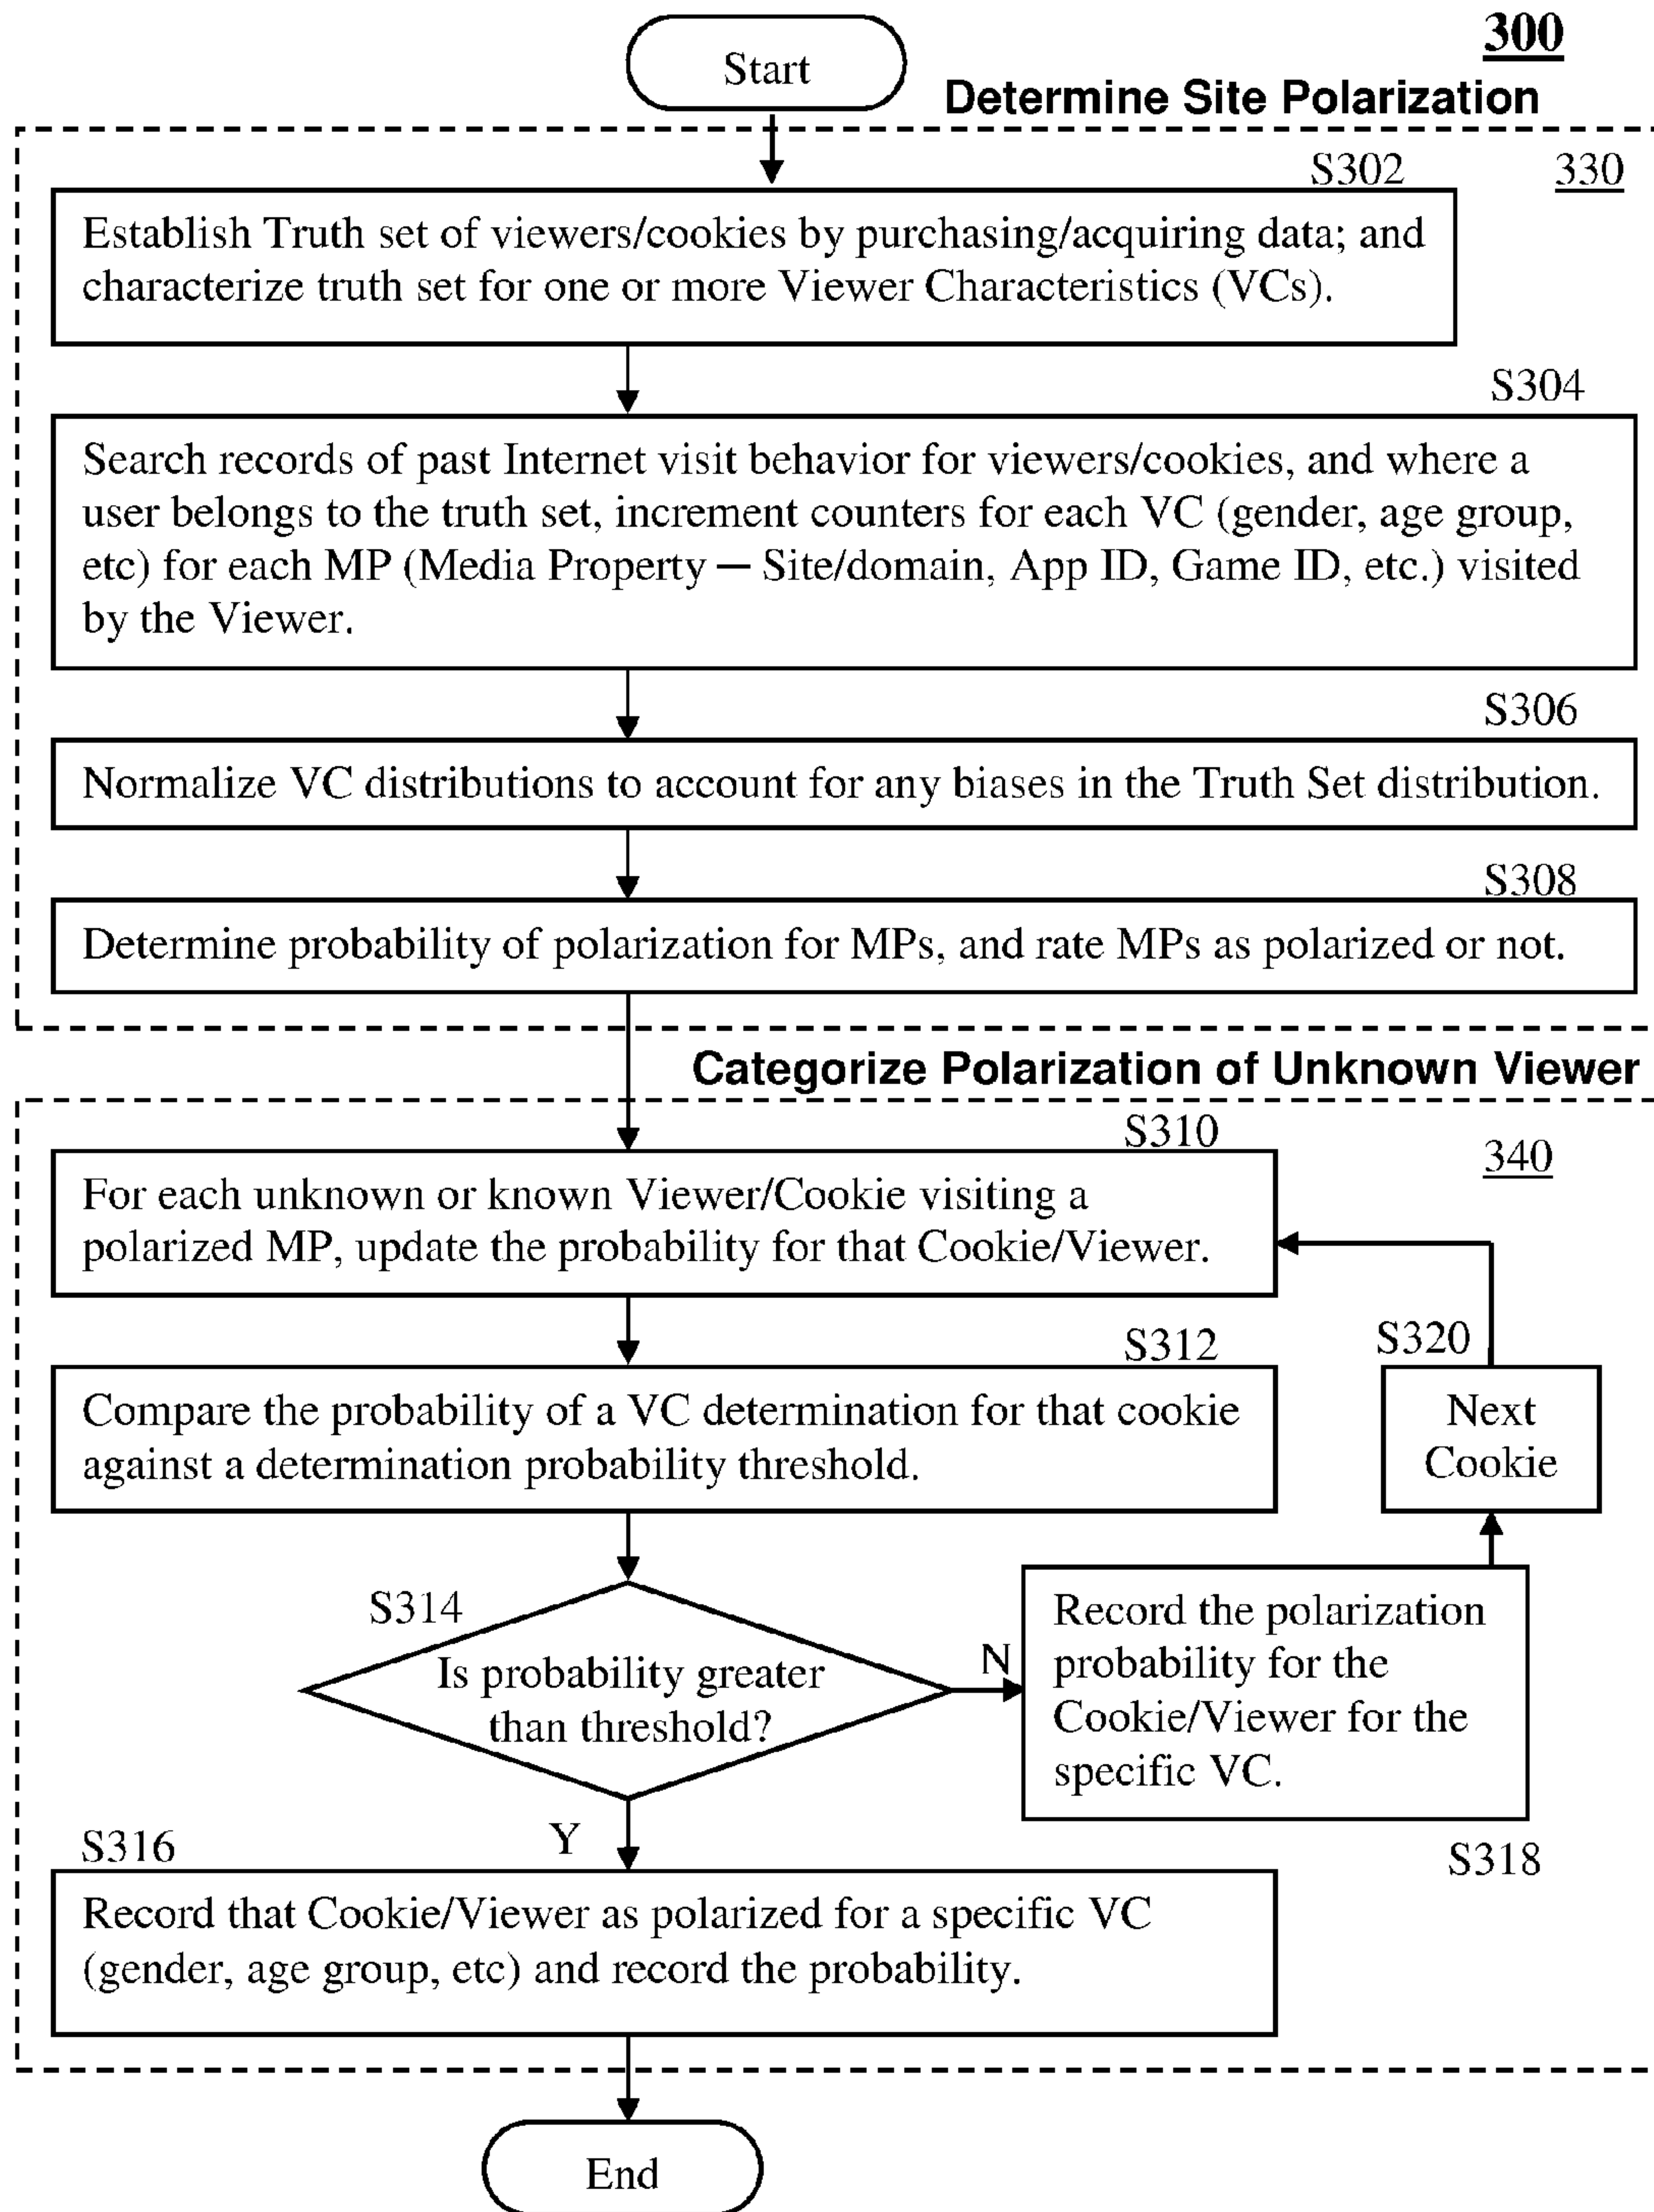 300
Start
Determine Site Polarization
S302
330
Establish Truth set of viewers/cookies by purchasing/acquiring data; and
characterize truth set for one or more Viewer Characteristics (VCs).
S304
Search records of past Internet visit behavior for viewers/cookies, and where a
user belongs to the truth set, increment counters for each VC (gender, age group,
etc) for each MP (Media Property — Site/domain, App ID, Game ID, etc.) visited
by the Viewer.
S306
Normalize VC distributions to account for any biases in the Truth Set distribution.
S308
Determine probability of polarization for MPs, and rate MPs as polarized or not.
Categorize Polarization of Unknown Viewer
S310
340
For each unknown or known Viewer/Cookie visiting a
polarized MP, update the probability for that Cookie/Viewer.
S312
Compare the probability of a VC determination for that cookie
against a determination probability threshold.
S320
Next
Cookie
S314
Is probability greater
than threshold?
N
Record the polarization
probability for the
Cookie/Viewer for the
specific VC.
S318
Y
S316
Record that Cookie/Viewer as polarized for a specific VC
(gender, age group, etc) and record the probability.
End